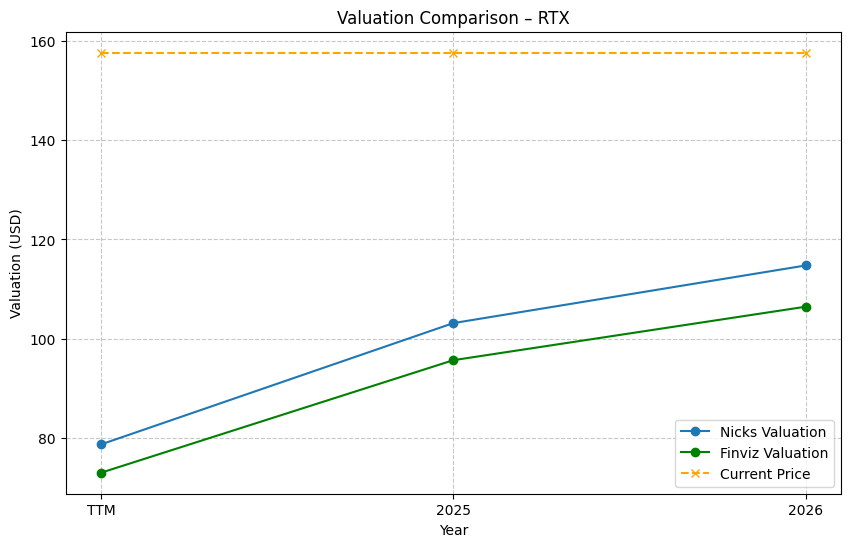 Valuation Comparison – RTX
Valuation (USD)
160
140
120
100
80
TTM
2025
2026
Year
Nicks Valuation
Finviz Valuation
Current Price